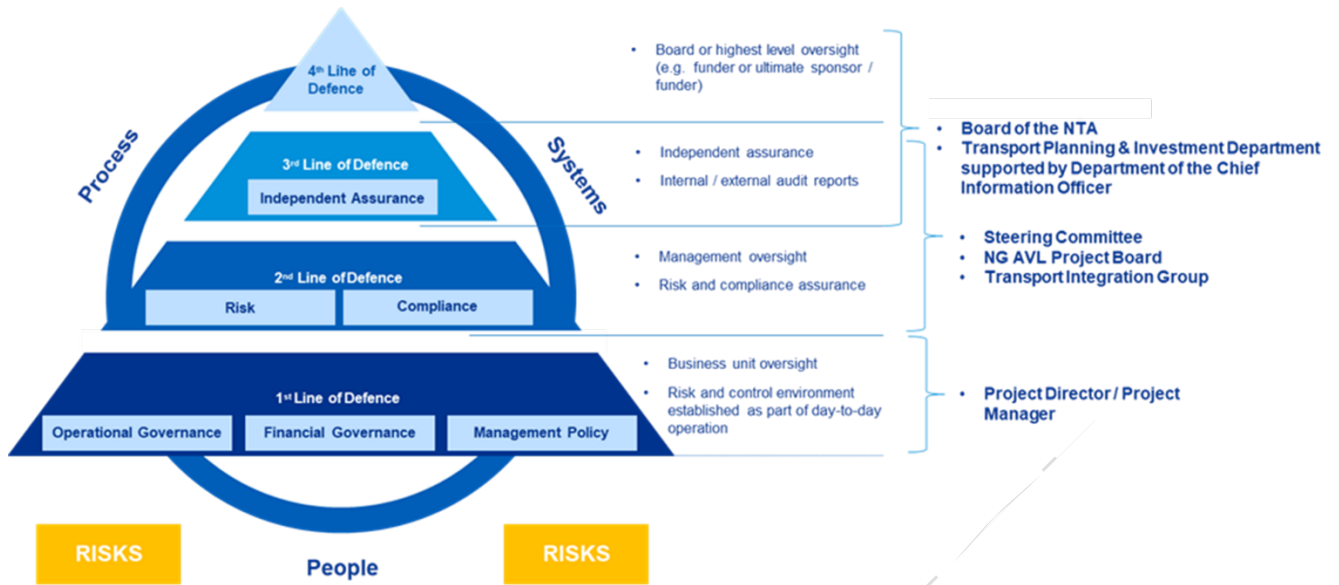 4th Line of
Defence
3rd Line of Defence
Independent Assurance
2nd Line of Defence
Risk
Compliance
1st Line of Defence
Operational Governance
Financial Governance
Management Policy
Process
Systems
People
RISKS
RISKS
• Board or highest level oversight
(e.g. funder or ultimate sponsor /
funder)
• Independent assurance
• Internal / external audit reports
• Management oversight
• Risk and compliance assurance
• Business unit oversight
• Risk and control environment
established as part of day-to-day
operation
• Board of the NTA
• Transport Planning & Investment Department
supported by Department of the Chief
Information Officer
• Steering Committee
• NG AVL Project Board
• Transport Integration Group
• Project Director / Project
Manager